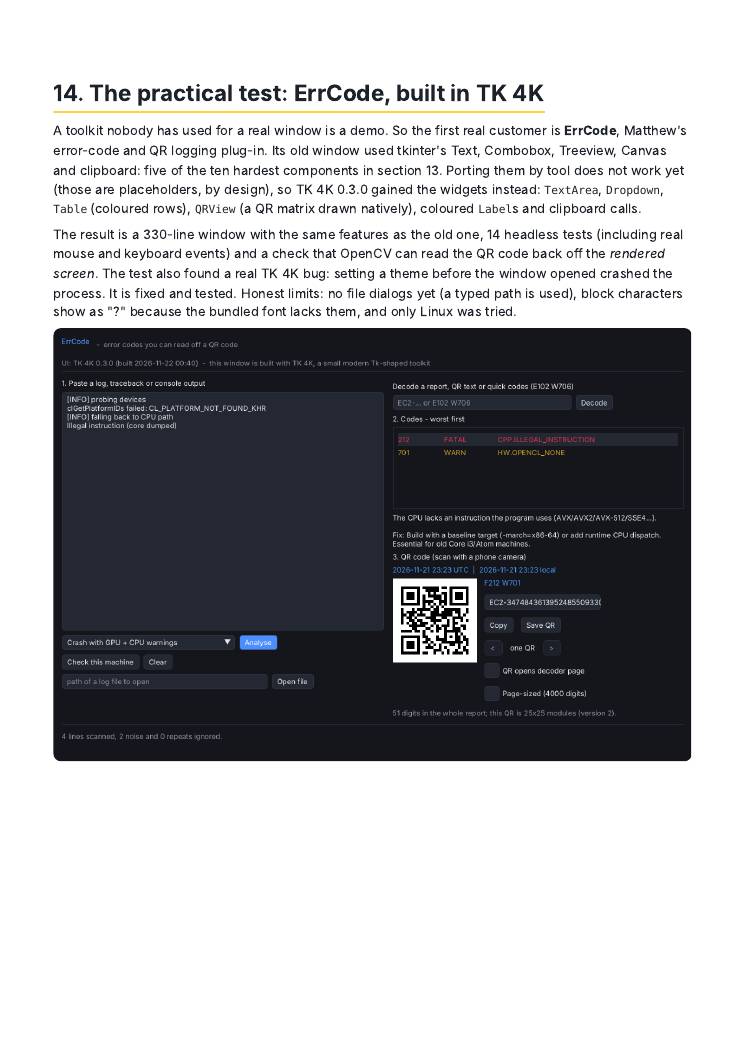 14. The practical test: ErrCode, built in TK 4K
A toolkit nobody has used for a real window is a demo. So the first real customer is ErrCode, Matthew's
error-code and QR logging plug-in. Its old window used tkinter's Text, Combobox, Treeview, Canvas
and clipboard: five of the ten hardest components in section 13. Porting them by tool does not work yet
(those are placeholders, by design), so TK 4K 0.3.0 gained the widgets instead: TextArea, Dropdown,
Table (coloured rows), QRView (a QR matrix drawn natively), coloured Labels and clipboard calls.
The result is a 330-line window with the same features as the old one, 14 headless tests (including real
mouse and keyboard events) and a check that OpenCV can read the QR code back off the rendered
screen. The test also found a real TK 4K bug: setting a theme before the window opened crashed the
process. It is fixed and tested. Honest limits: no file dialogs yet (a typed path is used), block characters
show as "?" because the bundled font lacks them, and only Linux was tried.
ErrCode - error codes you can read off a QR code
UI: TK 4K 0.3.0 (built 2026-11-22 00:40) - this window is built with TK 4K, a small modern Tk-shaped toolkit
1. Paste a log, traceback or console output
[INFO] probing devices
clGetPlatformIDs failed: CL_PLATFORM_NOT_FOUND_KHR
[INFO] falling back to CPU path
Illegal instruction (core dumped)
Crash with GPU + CPU warnings ▼ Analyse
Check this machine Clear
path of a log file to open Open file
Decode a report, QR text or quick codes (E102 W706)
EC2-... or E102 W706 Decode
2. Codes - worst first
212 FATAL CPP.ILLEGAL_INSTRUCTION
701 WARN HW.OPENCL_NONE
The CPU lacks an instruction the program uses (AVX/AVX2/AVX-512/SSE4...).
Fix: Build with a baseline target (-march=x86-64) or add runtime CPU dispatch.
Essential for old Core i3/Atom machines.
3. QR code (scan with a phone camera)
2026-11-21 23:23 UTC | 2026-11-21 23:23 local
F212 W701
EC2-347484361395248550933(
Copy Save QR
< one QR >
QR opens decoder page
Page-sized (4000 digits)
51 digits in the whole report; this QR is 25x25 modules (version 2).
4 lines scanned, 2 noise and 0 repeats ignored.